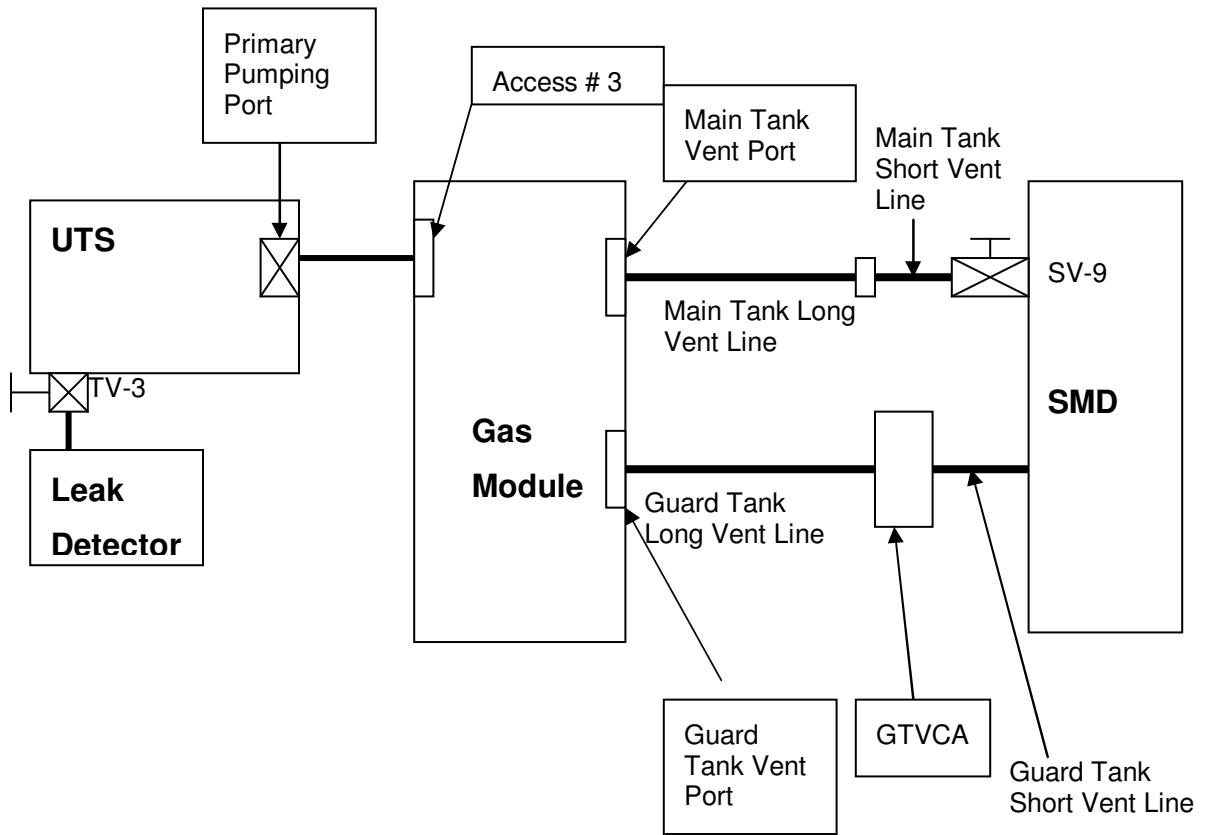 Primary
Pumping
Port
Access # 3
Main Tank
Vent Port
Main Tank
Short Vent
Line
UTS
SV-9
Main Tank Long
Vent Line
TV-3
SMD
Gas
Module
Leak
Detector
Guard Tank
Long Vent Line
Guard
Tank Vent
Port
GTVCA
Guard Tank
Short Vent Line